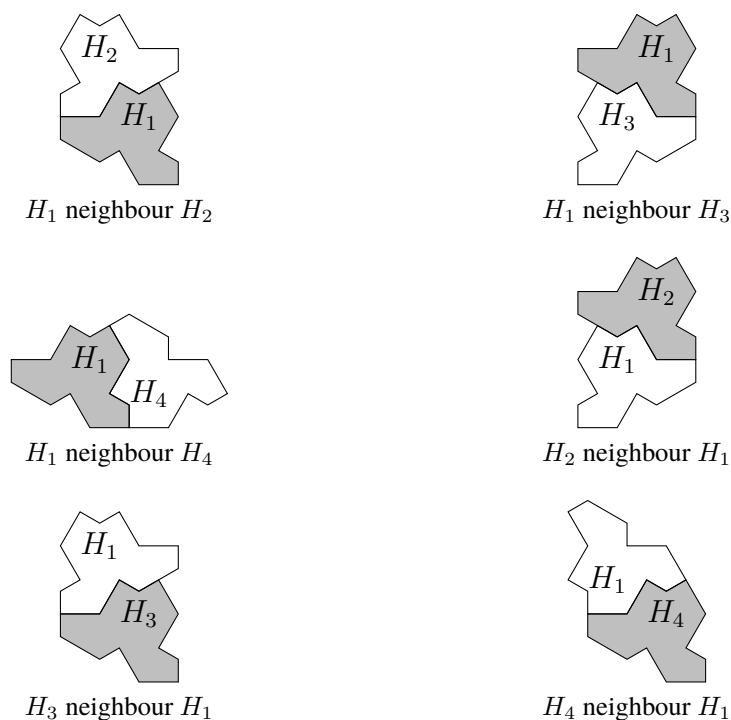 H₂
H₁
H₁ neighbour H₂
H₁
H₃
H₁ neighbour H₃
H₁
H₄
H₁ neighbour H₄
H₂
H₁
H₂ neighbour H₁
H₁
H₃
H₃ neighbour H₁
H₁
H₄
H₄ neighbour H₁